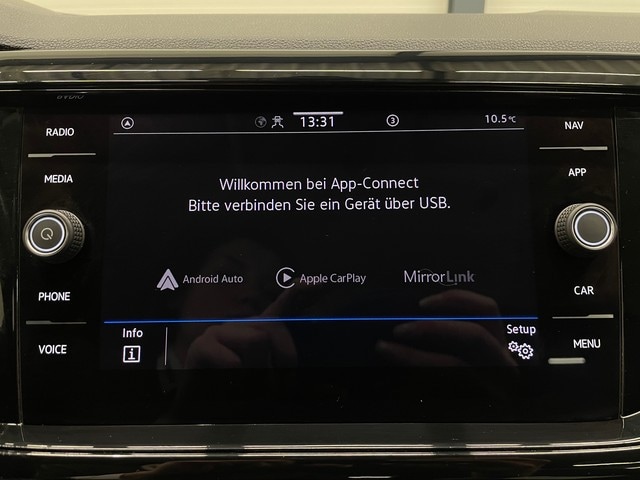 RADIO
MEDIA
PHONE
VOICE
13:31
3
10.5°C
Willkommen bei App-Connect
Bitte verbinden Sie ein Gerät über USB.
Android Auto
Apple CarPlay
MirrorLink
Info
i
Setup
NAV
APP
CAR
MENU